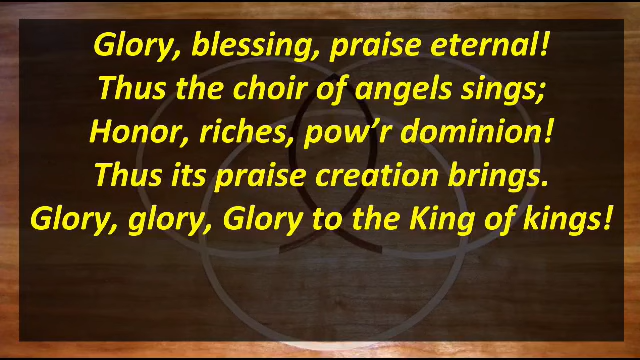 Glory, blessing, praise eternal!
Thus the choir of angels sings;
Honor, riches, pow’r dominion!
Thus its praise creation brings.
Glory, glory, Glory to the King of kings!